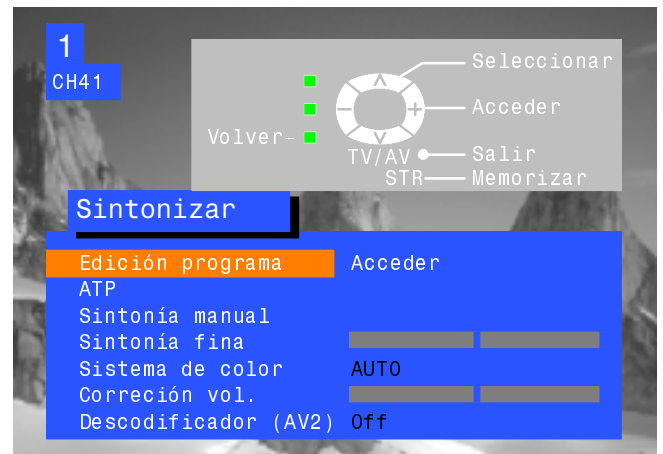 1
CH41
Seleccionar
Acceder
Volver
TV/AV Salir
STR Memorizar
Sintonizar
Edición programa Acceder
ATP
Sintonía manual
Sintonía fina
Sistema de color AUTO
Correción vol.
Descodificador (AV2) Off